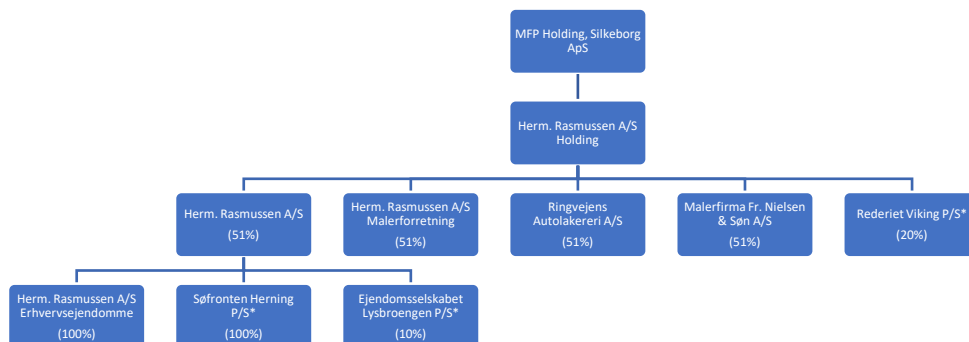 MFP Holding, Silkeborg
ApS
Herm. Rasmussen A/S
Holding
Herm. Rasmussen A/S
(51%)
Herm. Rasmussen A/S
Malerforretning
(51%)
Ringvejens
Autolakereri A/S
(51%)
Malerfirma Fr. Nielsen
& Søn A/S
(51%)
Rederiet Viking P/S*
(20%)
Herm. Rasmussen A/S
Erhvervsejendomme
(100%)
Søfronten Herning
P/S*
(100%)
Ejendomsselskabet
Lysbroengen P/S*
(10%)